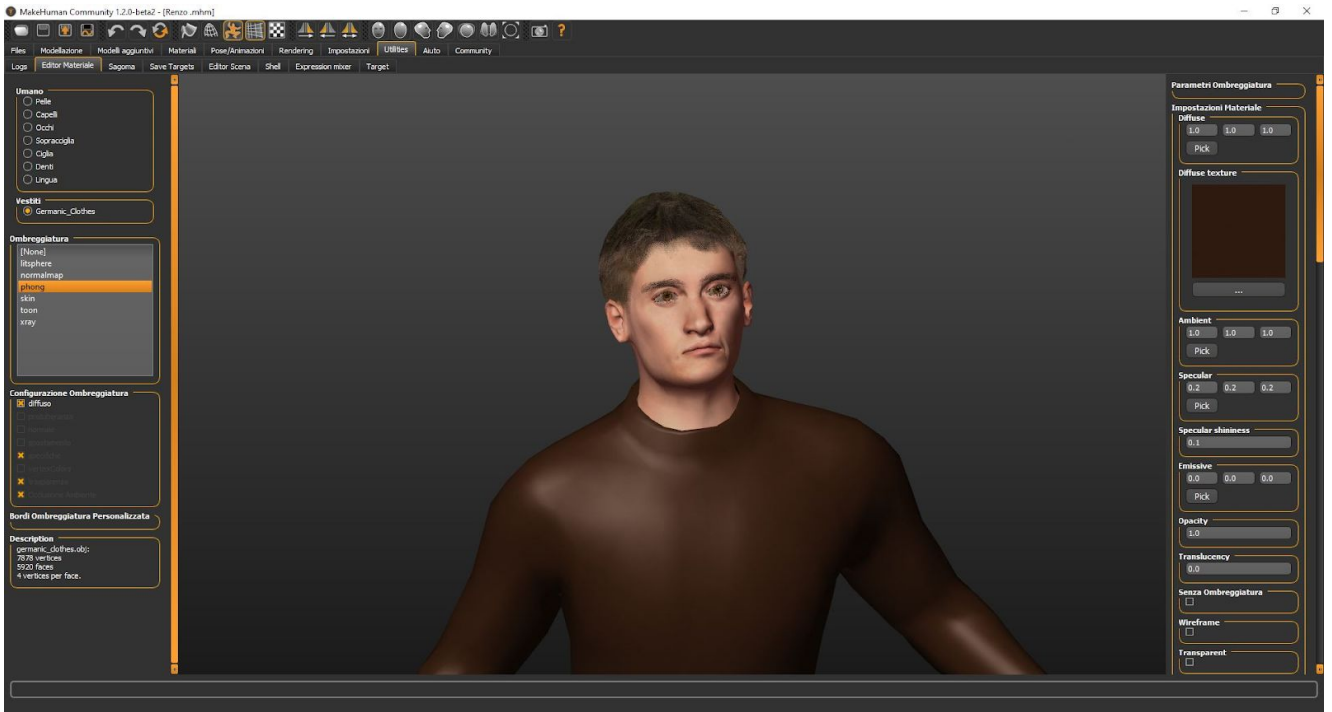 MakeHuman Community 1.2.0-beta2 - [Renzo .mhm]
Files Modellazione Modelli aggiuntivi Materiali Pose/Animazioni Rendering Impostazioni Utilities Aiuto Community
Logs Editor Materiale Sagoma Save Targets Editor Scena Shell Expression mixer Target
Umano
Pelle
Capelli
Occhi
Sopracciglia
Ciglia
Denti
Lingua
Vestiti
Germanic_Clothes
Ombreggiatura
[None]
litsphere
normalmap
phong
skin
toon
xray
Configurazione Ombreggiatura
diffuso
Bordi Ombreggiatura Personalizzata
Description
germanic_clothes.obj:
7878 vertices
5920 faces
4 vertices per face.
Parametri Ombreggiatura
Impostazioni Materiale
Diffuse
1.0 1.0 1.0
Pick
Diffuse texture
...
Ambient
1.0 1.0 1.0
Pick
Specular
0.2 0.2 0.2
Pick
Specular shininess
0.1
Emissive
0.0 0.0 0.0
Pick
Opacity
1.0
Translucency
0.0
Senza Ombreggiatura
Wireframe
Transparent